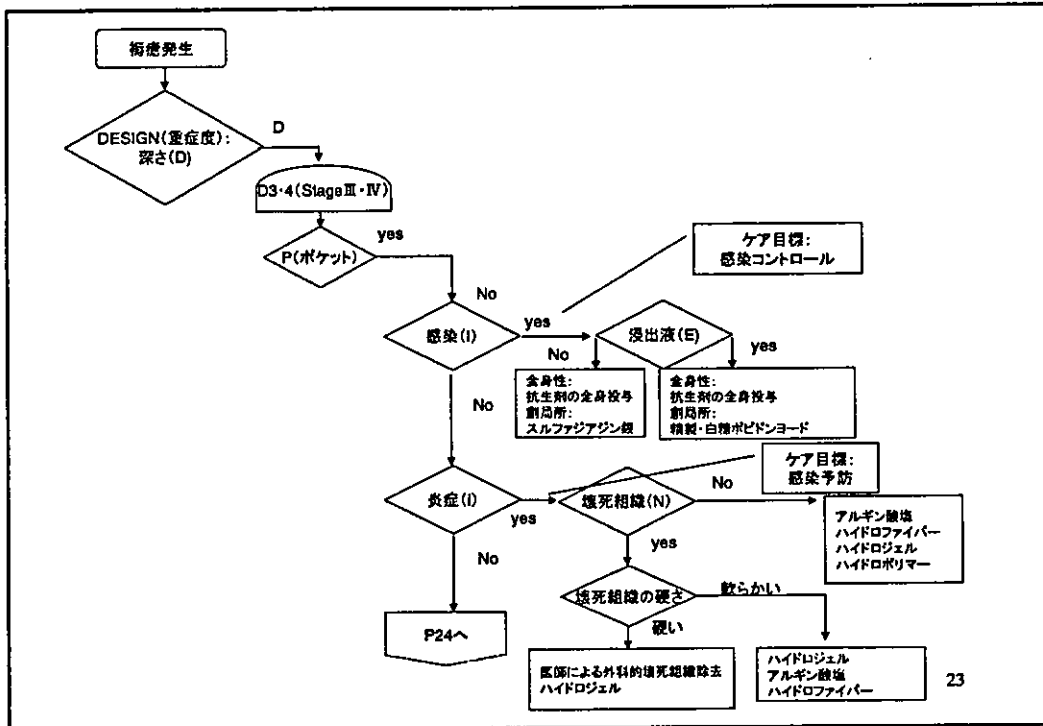 褥瘡発生
DESIGN(重症度):
深さ(D)
D
D3・4(StageⅢ・Ⅳ)
P(ポケット)
yes
No
ケア目標:
感染コントロール
感染(I)
yes
浸出液(E)
No
yes
全身性:
抗生剤の全身投与
創局所:
スルファジアジン銀
全身性:
抗生剤の全身投与
創局所:
精製・白糖ポビドンヨード
No
ケア目標:
感染予防
炎症(I)
yes
壊死組織(N)
No
アルギン酸塩
ハイドロファイバー
ハイドロジェル
ハイドロポリマー
No
yes
壊死組織の硬さ
軟らかい
硬い
P24へ
医師による外科的壊死組織除去
ハイドロジェル
ハイドロジェル
アルギン酸塩
ハイドロファイバー
23